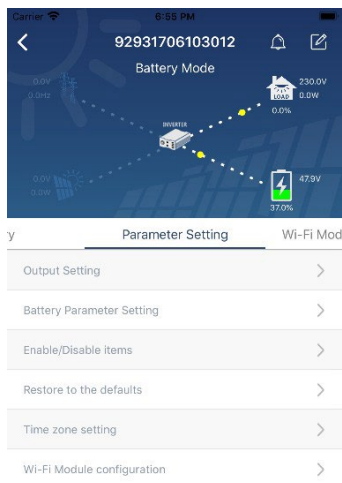 Carrier 6:55 PM
92931706103012
Battery Mode
0.0V
0.0Hz
230.0V
0.0W
LOAD
0.0%
INVERTER
0.0V
0.0W
47.9V
37.0%
ry Parameter Setting Wi-Fi Mod
Output Setting
Battery Parameter Setting
Enable/Disable items
Restore to the defaults
Time zone setting
Wi-Fi Module configuration